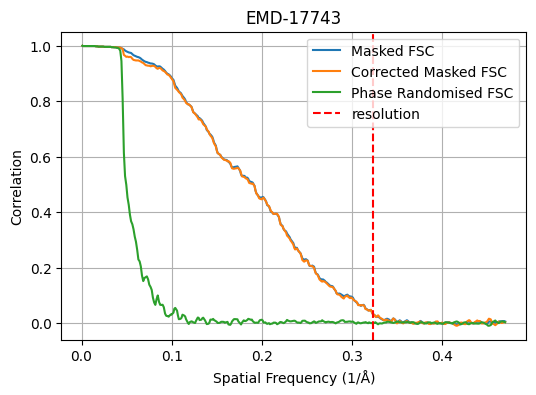 EMD-17743
Masked FSC
Corrected Masked FSC
Phase Randomised FSC
resolution
Correlation
1.0
0.8
0.6
0.4
0.2
0.0
0.0 0.1 0.2 0.3 0.4
Spatial Frequency (1/Å)